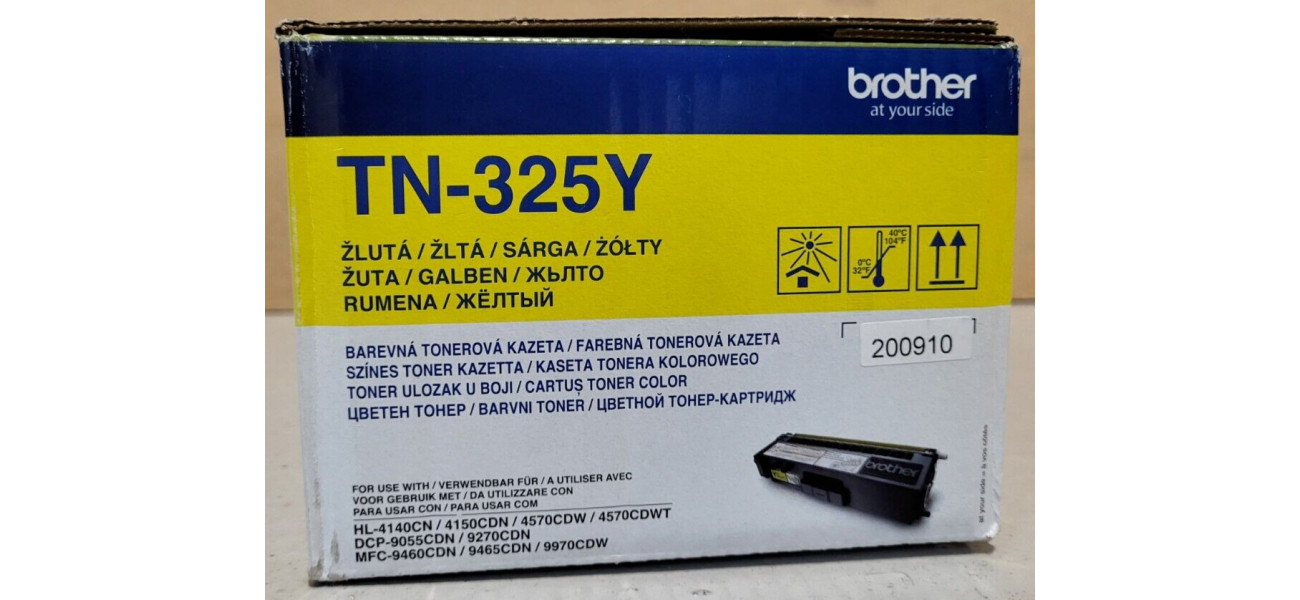 brother
at your side
TN-325Y
ŽLUTÁ / ŽLTÁ / SÁRGA / ŻÓŁTY
ŽUTA / GALBEN / ЖЬЛТО
RUMENA / ЖЁЛТЫЙ
40°C
104°F
0°C
32°F
200910
BAREVNÁ TONEROVÁ KAZETA / FAREBNÁ TONEROVÁ KAZETA
SZÍNES TONER KAZETTA / KASETA TONERA KOLOROWEGO
TONER ULOZAK U BOJI / CARTUŞ TONER COLOR
ЦВЕТЕН ТОНЕР / BARVNI TONER / ЦВЕТНОЙ ТОНЕР-КАРТРИДЖ
brother
FOR USE WITH / VERWENDBAR FÜR / A UTILISER AVEC
VOOR GEBRUIK MET / DA UTILIZZARE CON
PARA USAR CON / PARA USAR COM
HL-4140CN / 4150CDN / 4570CDW / 4570CDWT
DCP-9055CDN / 9270CDN
MFC-9460CDN / 9465CDN / 9970CDW